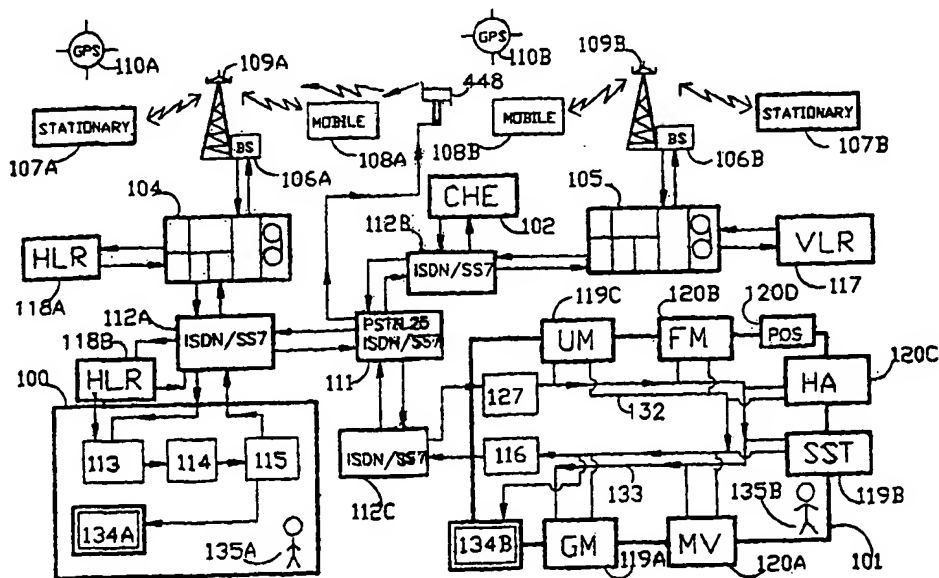 GPS
110A
GPS
110B
109A
448
109B
STATIONARY
107A
MOBILE
108A
MOBILE
108B
STATIONARY
107B
BS
106A
BS
106B
104
105
CHE
102
112B
HLR
118A
VLR
117
ISDN/SS7
112A
ISDN/SS7
118B
HLR
111
ISDN/SS7
119C
UM
120B
FM
120D
POS
120C
HA
100
113
114
115
127
132
ISDN/SS7
112C
116
SST
119B
133
135B
134A
135A
134B
GM
119A
MV
120A
101